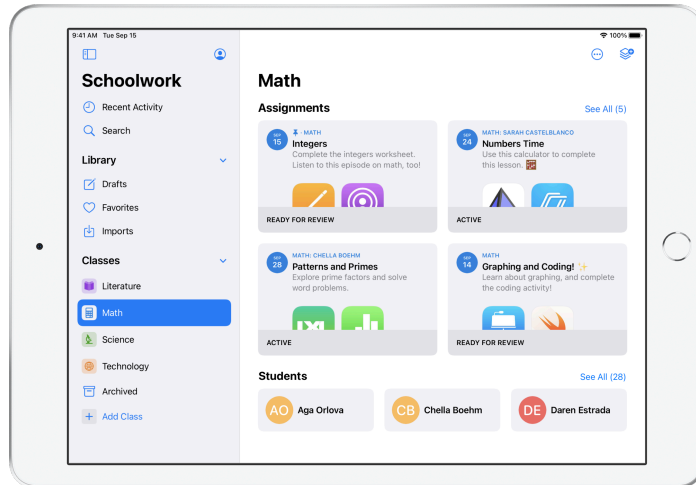 9:41 AM Tue Sep 15
100%
Schoolwork
Recent Activity
Search
Library
Drafts
Favorites
Imports
Classes
Literature
Math
Science
Technology
Archived
+ Add Class
Math
Assignments
See All (5)
SEP
15
· MATH
Integers
Complete the integers worksheet.
Listen to this episode on math, too!
READY FOR REVIEW
SEP
24
MATH: SARAH CASTELBLANCO
Numbers Time
Use this calculator to complete
this lesson. 🧮
ACTIVE
SEP
28
MATH: CHELLA BOEHM
Patterns and Primes
Explore prime factors and solve
word problems.
IXL
ACTIVE
SEP
14
MATH
Graphing and Coding! ✨
Learn about graphing, and complete
the coding activity!
READY FOR REVIEW
Students
See All (28)
AO
Aga Orlova
CB
Chella Boehm
DE
Daren Estrada